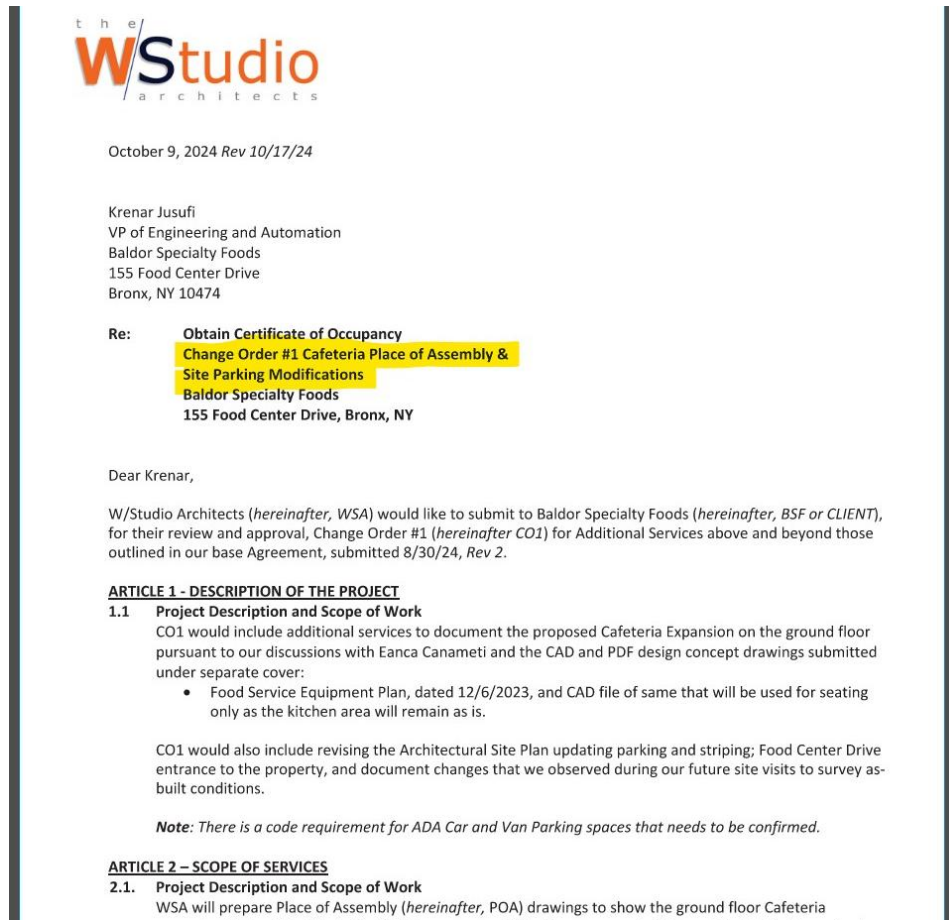 the
W/Studio
architects
October 9, 2024 Rev 10/17/24
Krenar Jusufi
VP of Engineering and Automation
Baldor Specialty Foods
155 Food Center Drive
Bronx, NY 10474
Re: Obtain Certificate of Occupancy
Change Order #1 Cafeteria Place of Assembly &
Site Parking Modifications
Baldor Specialty Foods
155 Food Center Drive, Bronx, NY
Dear Krenar,
W/Studio Architects (hereinafter, WSA) would like to submit to Baldor Specialty Foods (hereinafter, BSF or CLIENT),
for their review and approval, Change Order #1 (hereinafter CO1) for Additional Services above and beyond those
outlined in our base Agreement, submitted 8/30/24, Rev 2.
ARTICLE 1 - DESCRIPTION OF THE PROJECT
1.1 Project Description and Scope of Work
CO1 would include additional services to document the proposed Cafeteria Expansion on the ground floor
pursuant to our discussions with Eanca Canameti and the CAD and PDF design concept drawings submitted
under separate cover:
• Food Service Equipment Plan, dated 12/6/2023, and CAD file of same that will be used for seating
only as the kitchen area will remain as is.
CO1 would also include revising the Architectural Site Plan updating parking and striping; Food Center Drive
entrance to the property, and document changes that we observed during our future site visits to survey as-
built conditions.
Note: There is a code requirement for ADA Car and Van Parking spaces that needs to be confirmed.
ARTICLE 2 – SCOPE OF SERVICES
2.1. Project Description and Scope of Work
WSA will prepare Place of Assembly (hereinafter, POA) drawings to show the ground floor Cafeteria